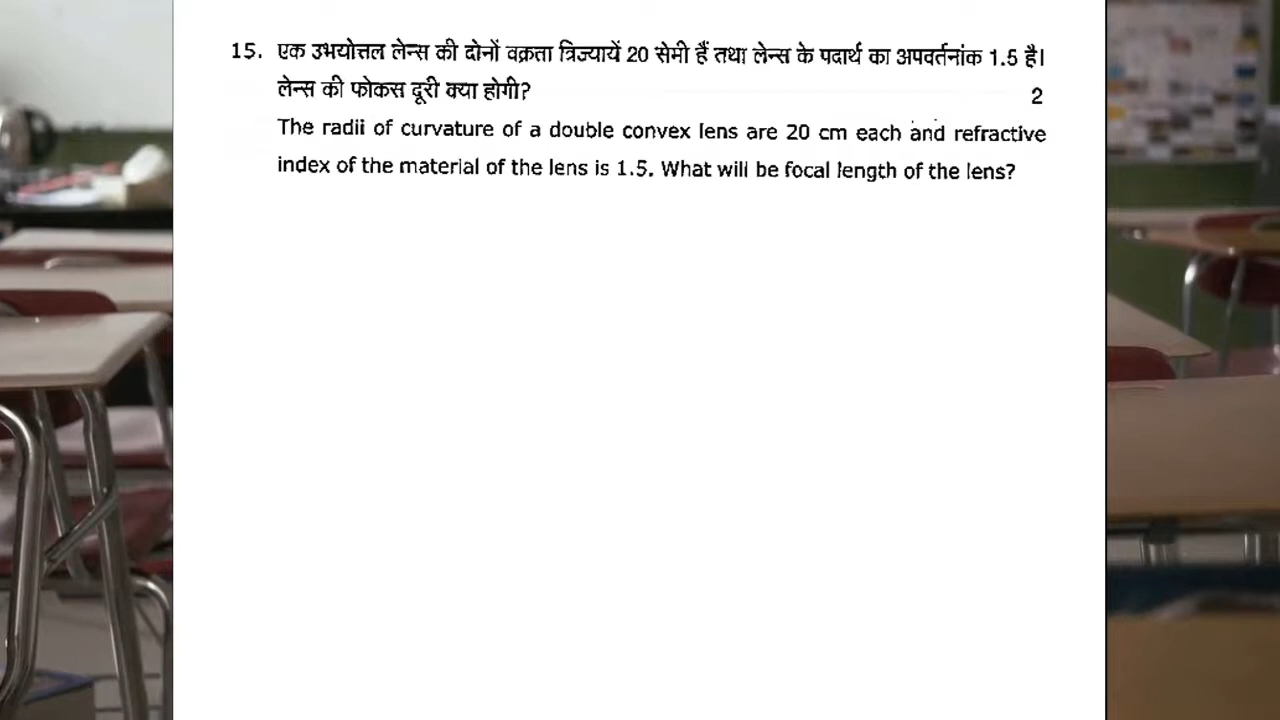 15. एक उभयोत्तल लेन्स की दोनों वक्रता त्रिज्यायें 20 सेमी हैं तथा लेन्स के पदार्थ का अपवर्तनांक 1.5 है।
लेन्स की फोकस दूरी क्या होगी? 2
The radii of curvature of a double convex lens are 20 cm each and refractive
index of the material of the lens is 1.5. What will be focal length of the lens?